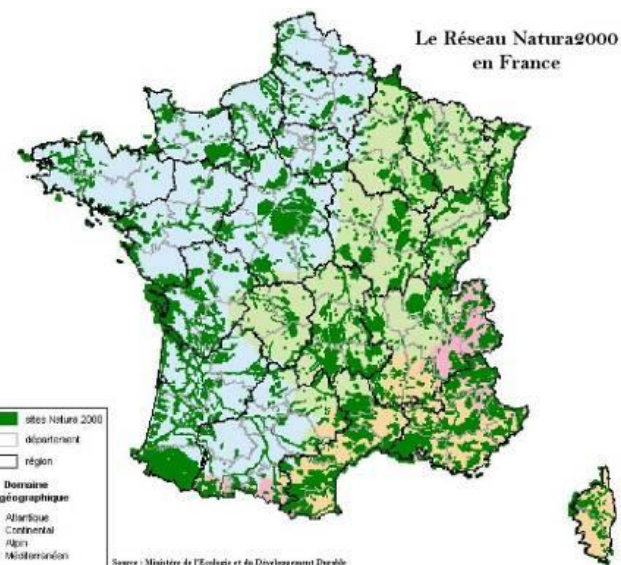 Le Réseau Natura2000
en France
sites Natura 2000
département
région
Domaine
géographique
Atlantique
Continental
Alpin
Méditerranéen
Source : Ministère de l'Ecologie et du Développement Durable